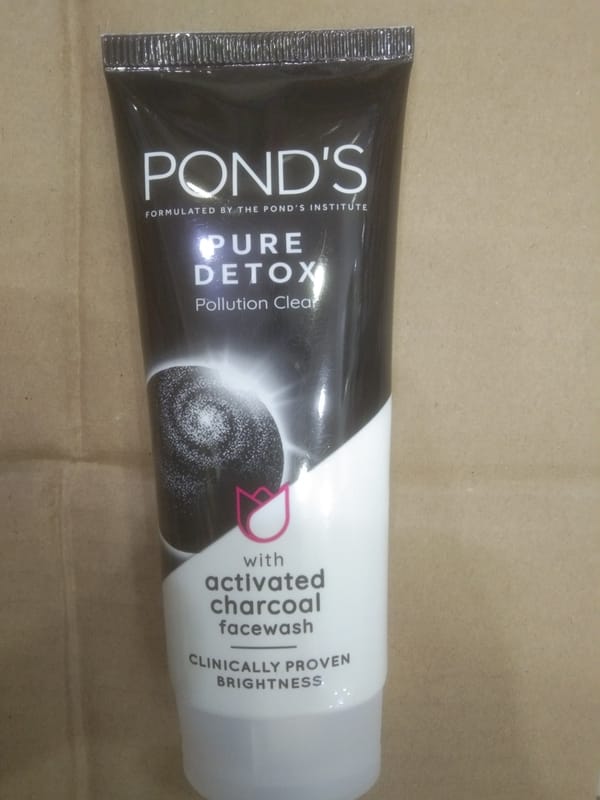 POND'S
FORMULATED BY THE POND'S INSTITUTE
PURE
DETOX
Pollution Clear
with
activated
charcoal
facewash
CLINICALLY PROVEN
BRIGHTNESS